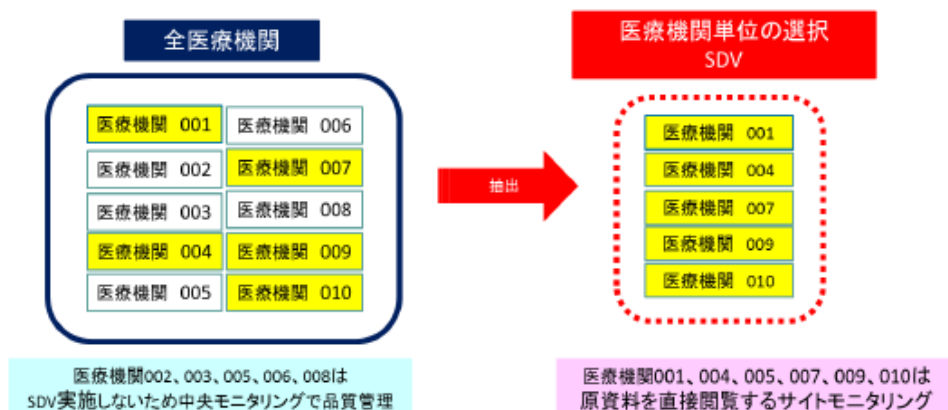 全医療機関
医療機関 001
医療機関 006
医療機関 002
医療機関 007
医療機関 003
医療機関 008
医療機関 004
医療機関 009
医療機関 005
医療機関 010
医療機関002、003、005、006、008は
SDV実施しないため中央モニタリングで品質管理
抽出
医療機関単位の選択
SDV
医療機関 001
医療機関 004
医療機関 007
医療機関 009
医療機関 010
医療機関001、004、005、007、009、010は
原資料を直接閲覧するサイトモニタリング